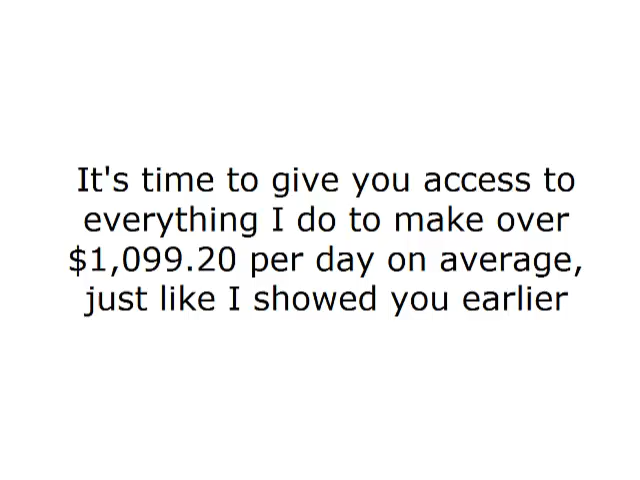 It's time to give you access to
everything I do to make over
$1,099.20 per day on average,
just like I showed you earlier